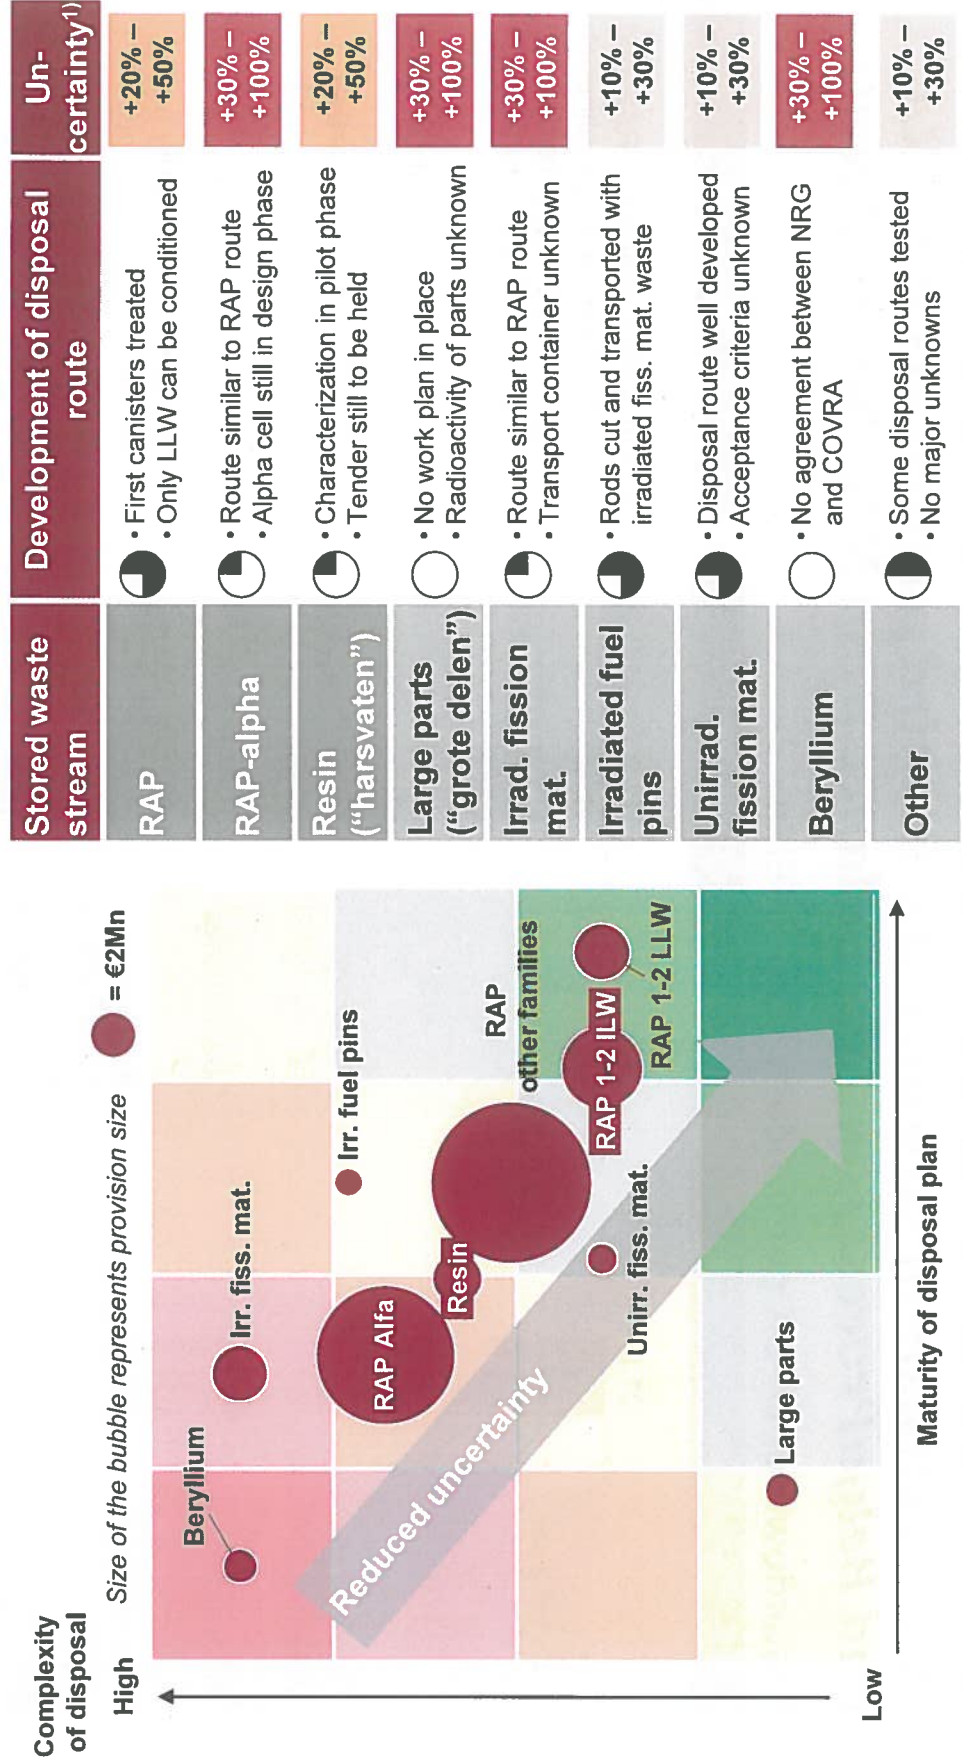 Complexity
of disposal
High
Size of the bubble represents provision size
= €2Mn
Beryllium
Irr. fiss. mat.
Irr. fuel pins
RAP Alfa
Resin
RAP
other families
RAP 1-2 ILW
RAP 1-2 LLW
Unirr. fiss. mat.
Large parts
Reduced uncertainty
Low
Maturity of disposal plan
Stored waste
stream
Development of disposal
route
Un-
certainty1)
RAP
• First canisters treated
• Only LLW can be conditioned
+20% –
+50%
RAP-alpha
• Route similar to RAP route
• Alpha cell still in design phase
+30% –
+100%
Resin
(“harsvaten”)
• Characterization in pilot phase
• Tender still to be held
+20% –
+50%
Large parts
(“grote delen”)
• No work plan in place
• Radioactivity of parts unknown
+30% –
+100%
Irrad. fission
mat.
• Route similar to RAP route
• Transport container unknown
+30% –
+100%
Irradiated fuel
pins
• Rods cut and transported with
irradiated fiss. mat. waste
+10% –
+30%
Unirrad.
fission mat.
• Disposal route well developed
• Acceptance criteria unknown
+10% –
+30%
Beryllium
• No agreement between NRG
and COVRA
+30% –
+100%
Other
• Some disposal routes tested
• No major unknowns
+10% –
+30%